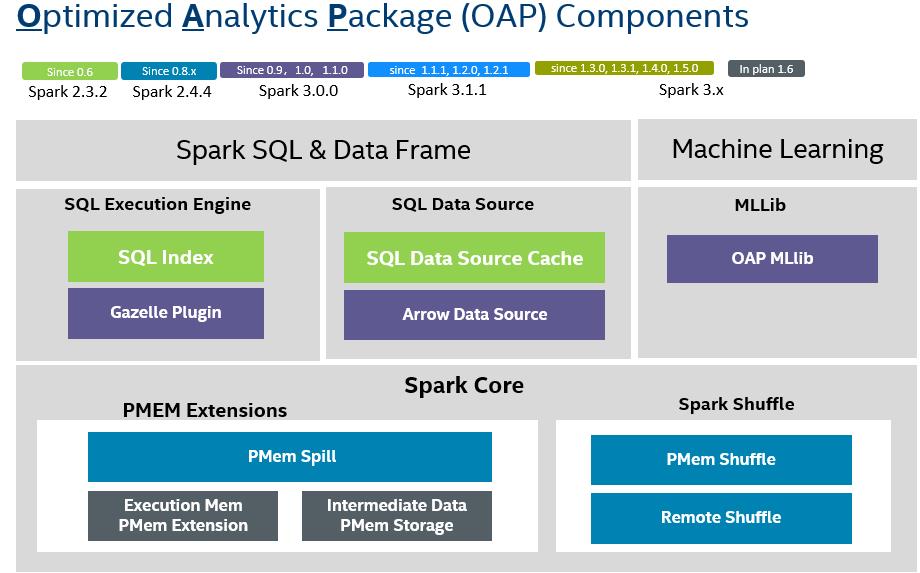 Optimized Analytics Package (OAP) Components
Since 0.6
Since 0.8.x
Since 0.9, 1.0, 1.1.0
since 1.1.1, 1.2.0, 1.2.1
since 1.3.0, 1.3.1, 1.4.0, 1.5.0
In plan 1.6
Spark 2.3.2
Spark 2.4.4
Spark 3.0.0
Spark 3.1.1
Spark 3.x
Spark SQL & Data Frame
Machine Learning
SQL Execution Engine
SQL Index
Gazelle Plugin
SQL Data Source
SQL Data Source Cache
Arrow Data Source
MLLib
OAP MLlib
Spark Core
PMEM Extensions
PMem Spill
Execution Mem
PMem Extension
Intermediate Data
PMem Storage
Spark Shuffle
PMem Shuffle
Remote Shuffle